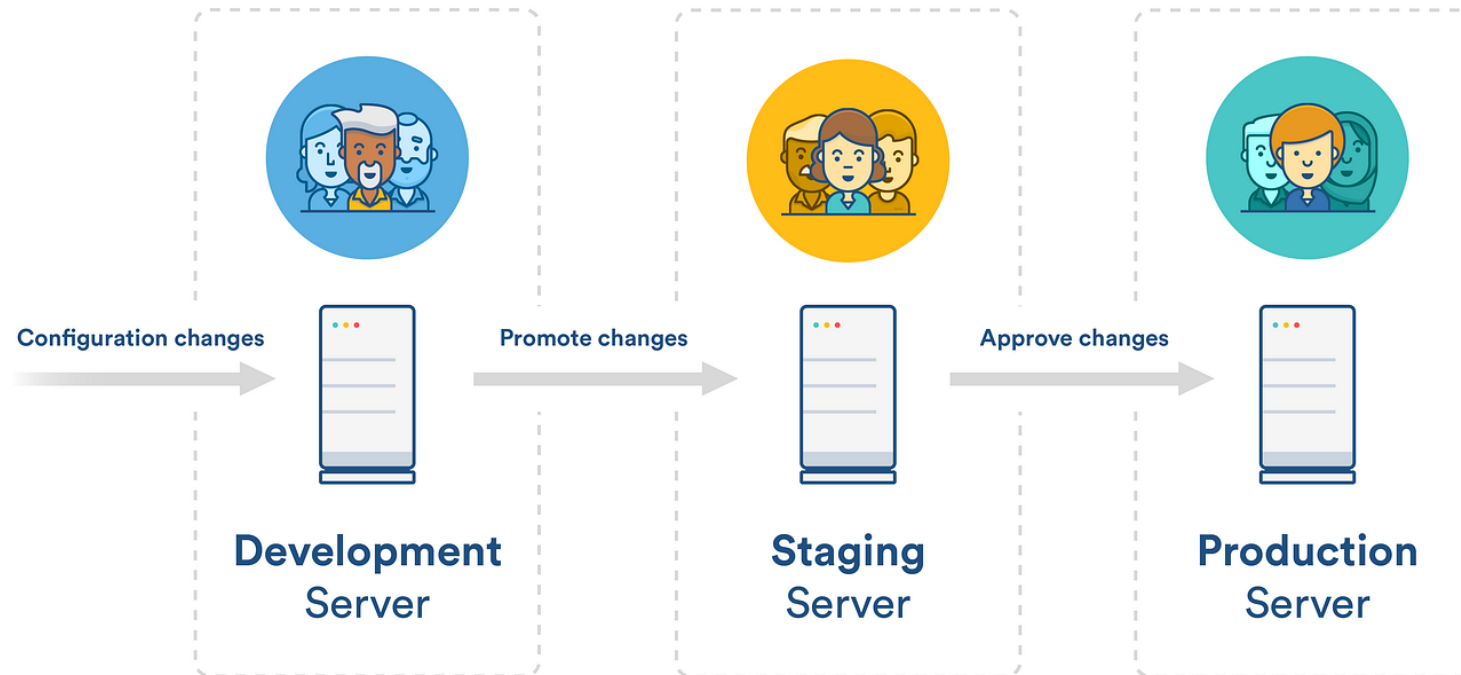 Configuration changes
Promote changes
Approve changes
Development
Server
Staging
Server
Production
Server